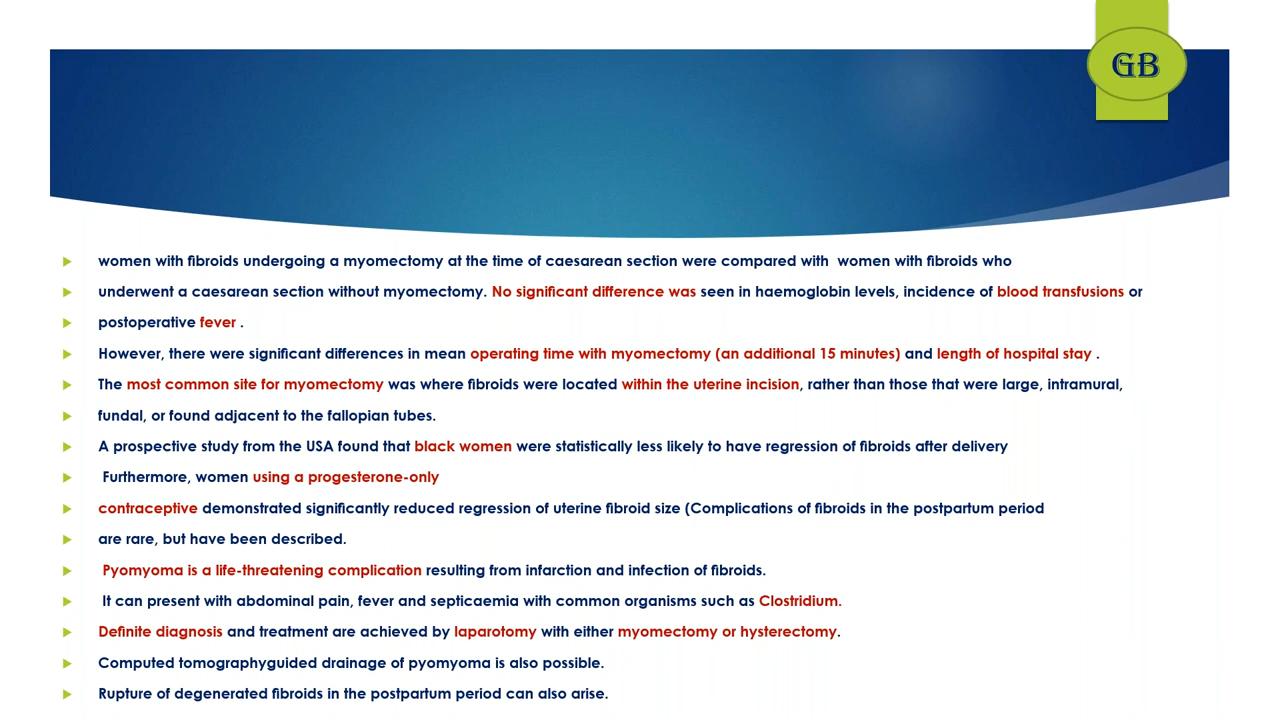 GB
women with fibroids undergoing a myomectomy at the time of caesarean section were compared with  women with fibroids who
underwent a caesarean section without myomectomy. No significant difference was seen in haemoglobin levels, incidence of blood transfusions or
postoperative fever .
However, there were significant differences in mean operating time with myomectomy (an additional 15 minutes) and length of hospital stay .
The most common site for myomectomy was where fibroids were located within the uterine incision, rather than those that were large, intramural,
fundal, or found adjacent to the fallopian tubes.
A prospective study from the USA found that black women were statistically less likely to have regression of fibroids after delivery
Furthermore, women using a progesterone-only
contraceptive demonstrated significantly reduced regression of uterine fibroid size (Complications of fibroids in the postpartum period
are rare, but have been described.
Pyomyoma is a life-threatening complication resulting from infarction and infection of fibroids.
It can present with abdominal pain, fever and septicaemia with common organisms such as Clostridium.
Definite diagnosis and treatment are achieved by laparotomy with either myomectomy or hysterectomy.
Computed tomographyguided drainage of pyomyoma is also possible.
Rupture of degenerated fibroids in the postpartum period can also arise.